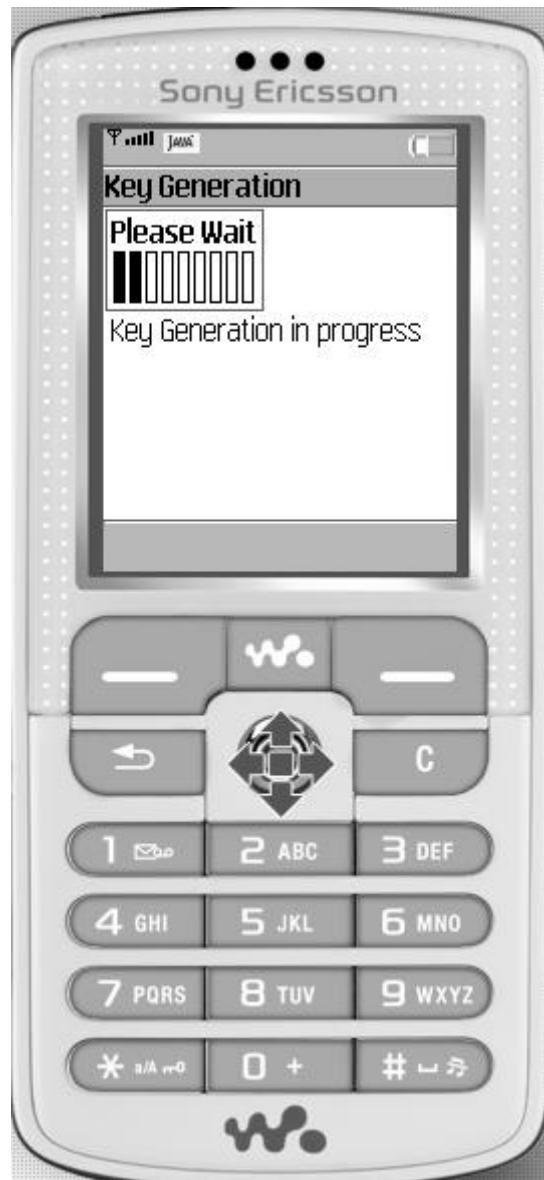 Sony Ericsson
JAVA
Key Generation
Please Wait
Key Generation in progress
C
1
2 ABC
3 DEF
4 GHI
5 JKL
6 MNO
7 PQRS
8 TUV
9 WXYZ
* a/A
0 +
#